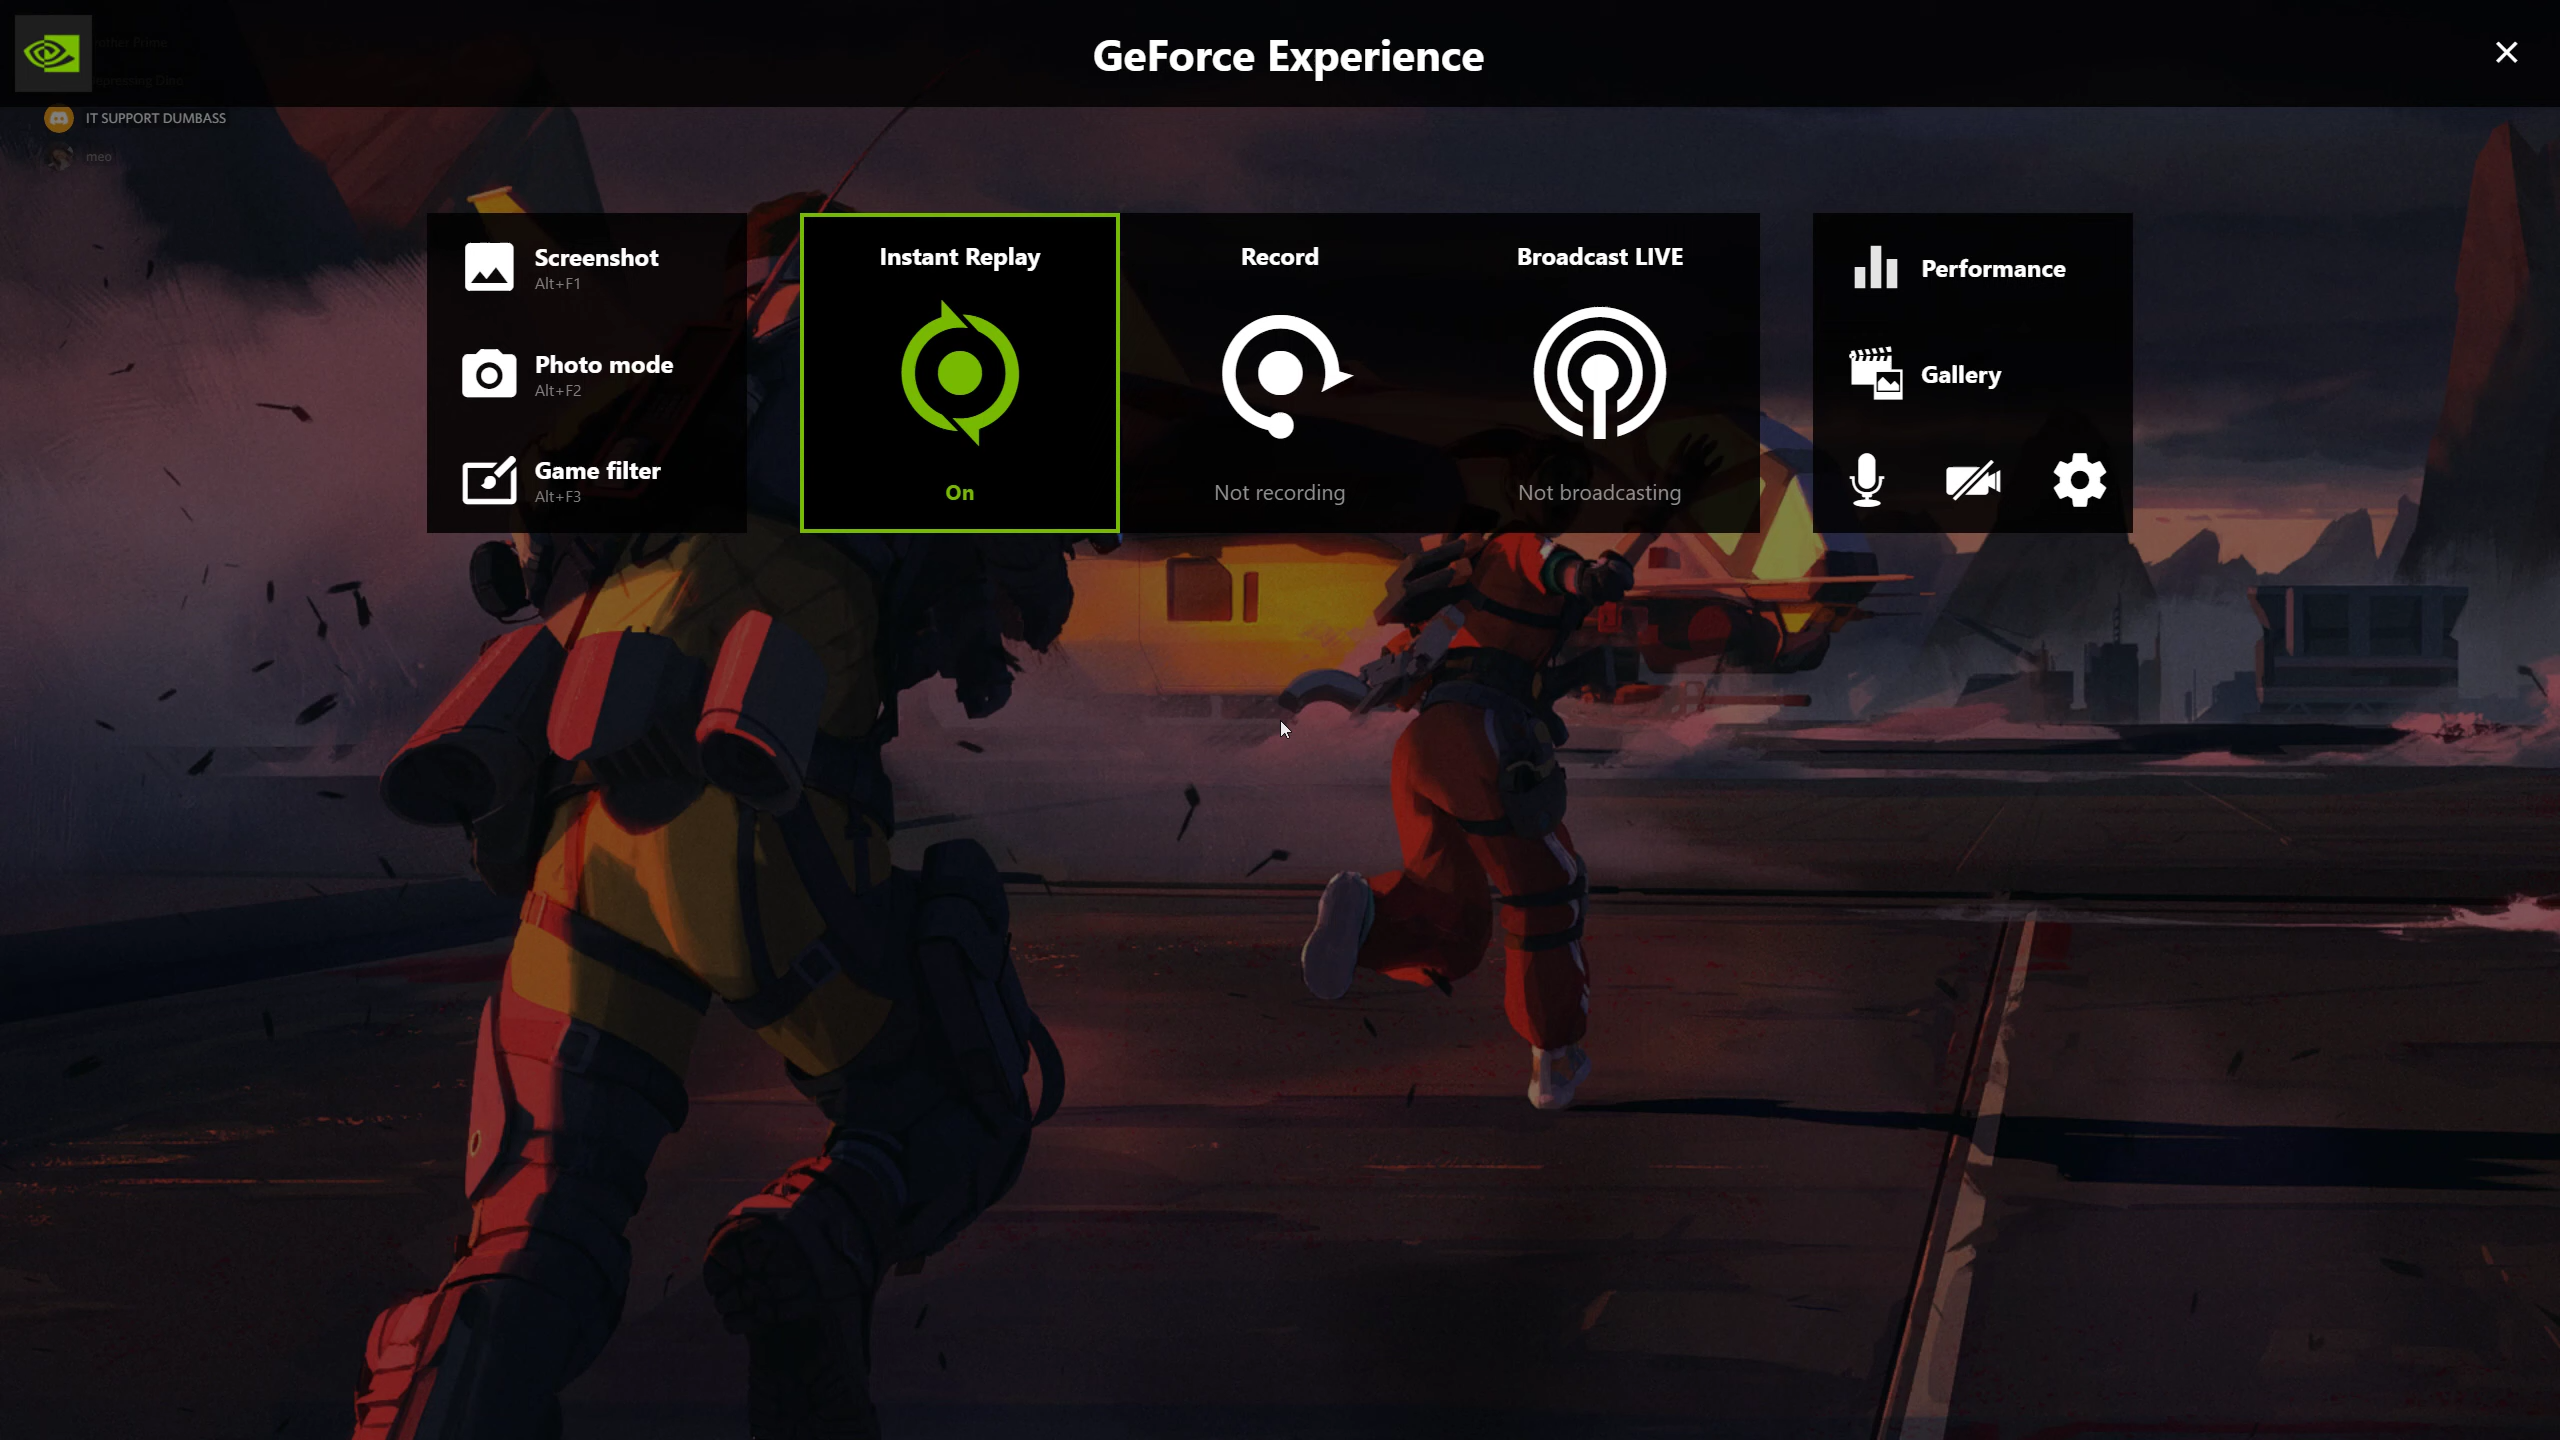 GeForce Experience
IT SUPPORT DUMBASS
meo
Screenshot
Alt+F1
Photo mode
Alt+F2
Game filter
Alt+F3
Instant Replay
On
Record
Not recording
Broadcast LIVE
Not broadcasting
Performance
Gallery